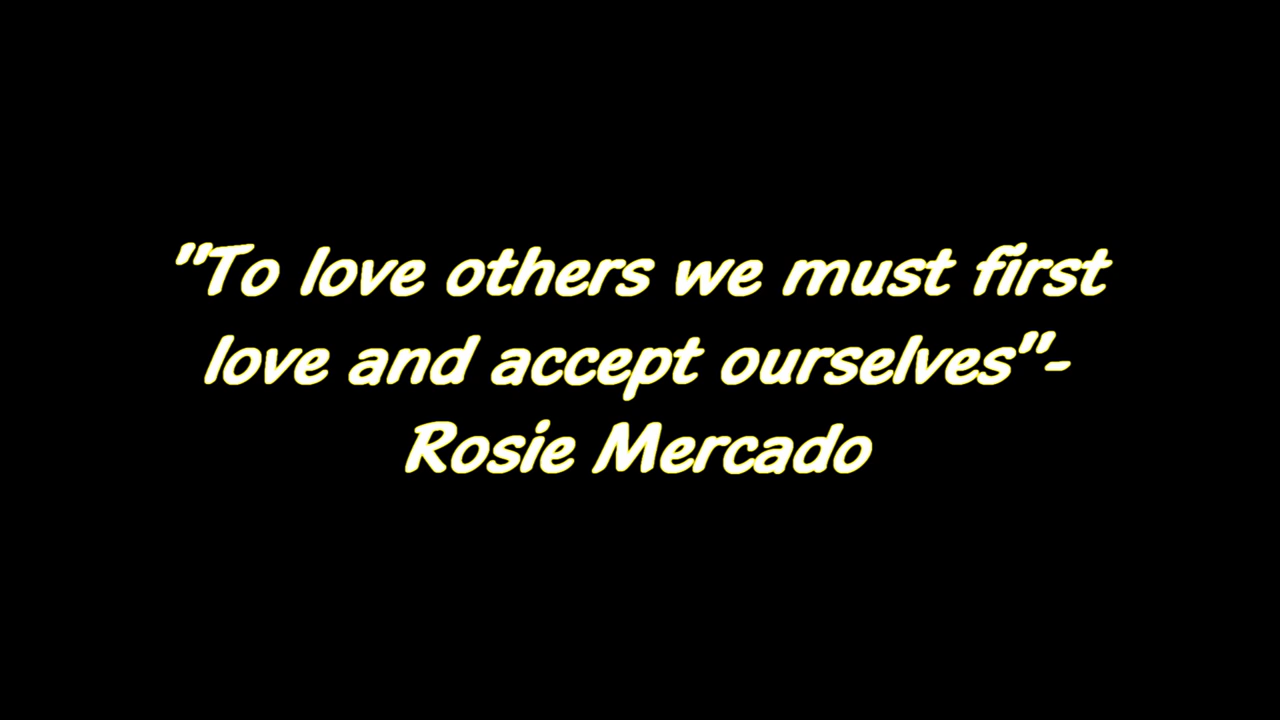 "To love others we must first
love and accept ourselves"-
Rosie Mercado